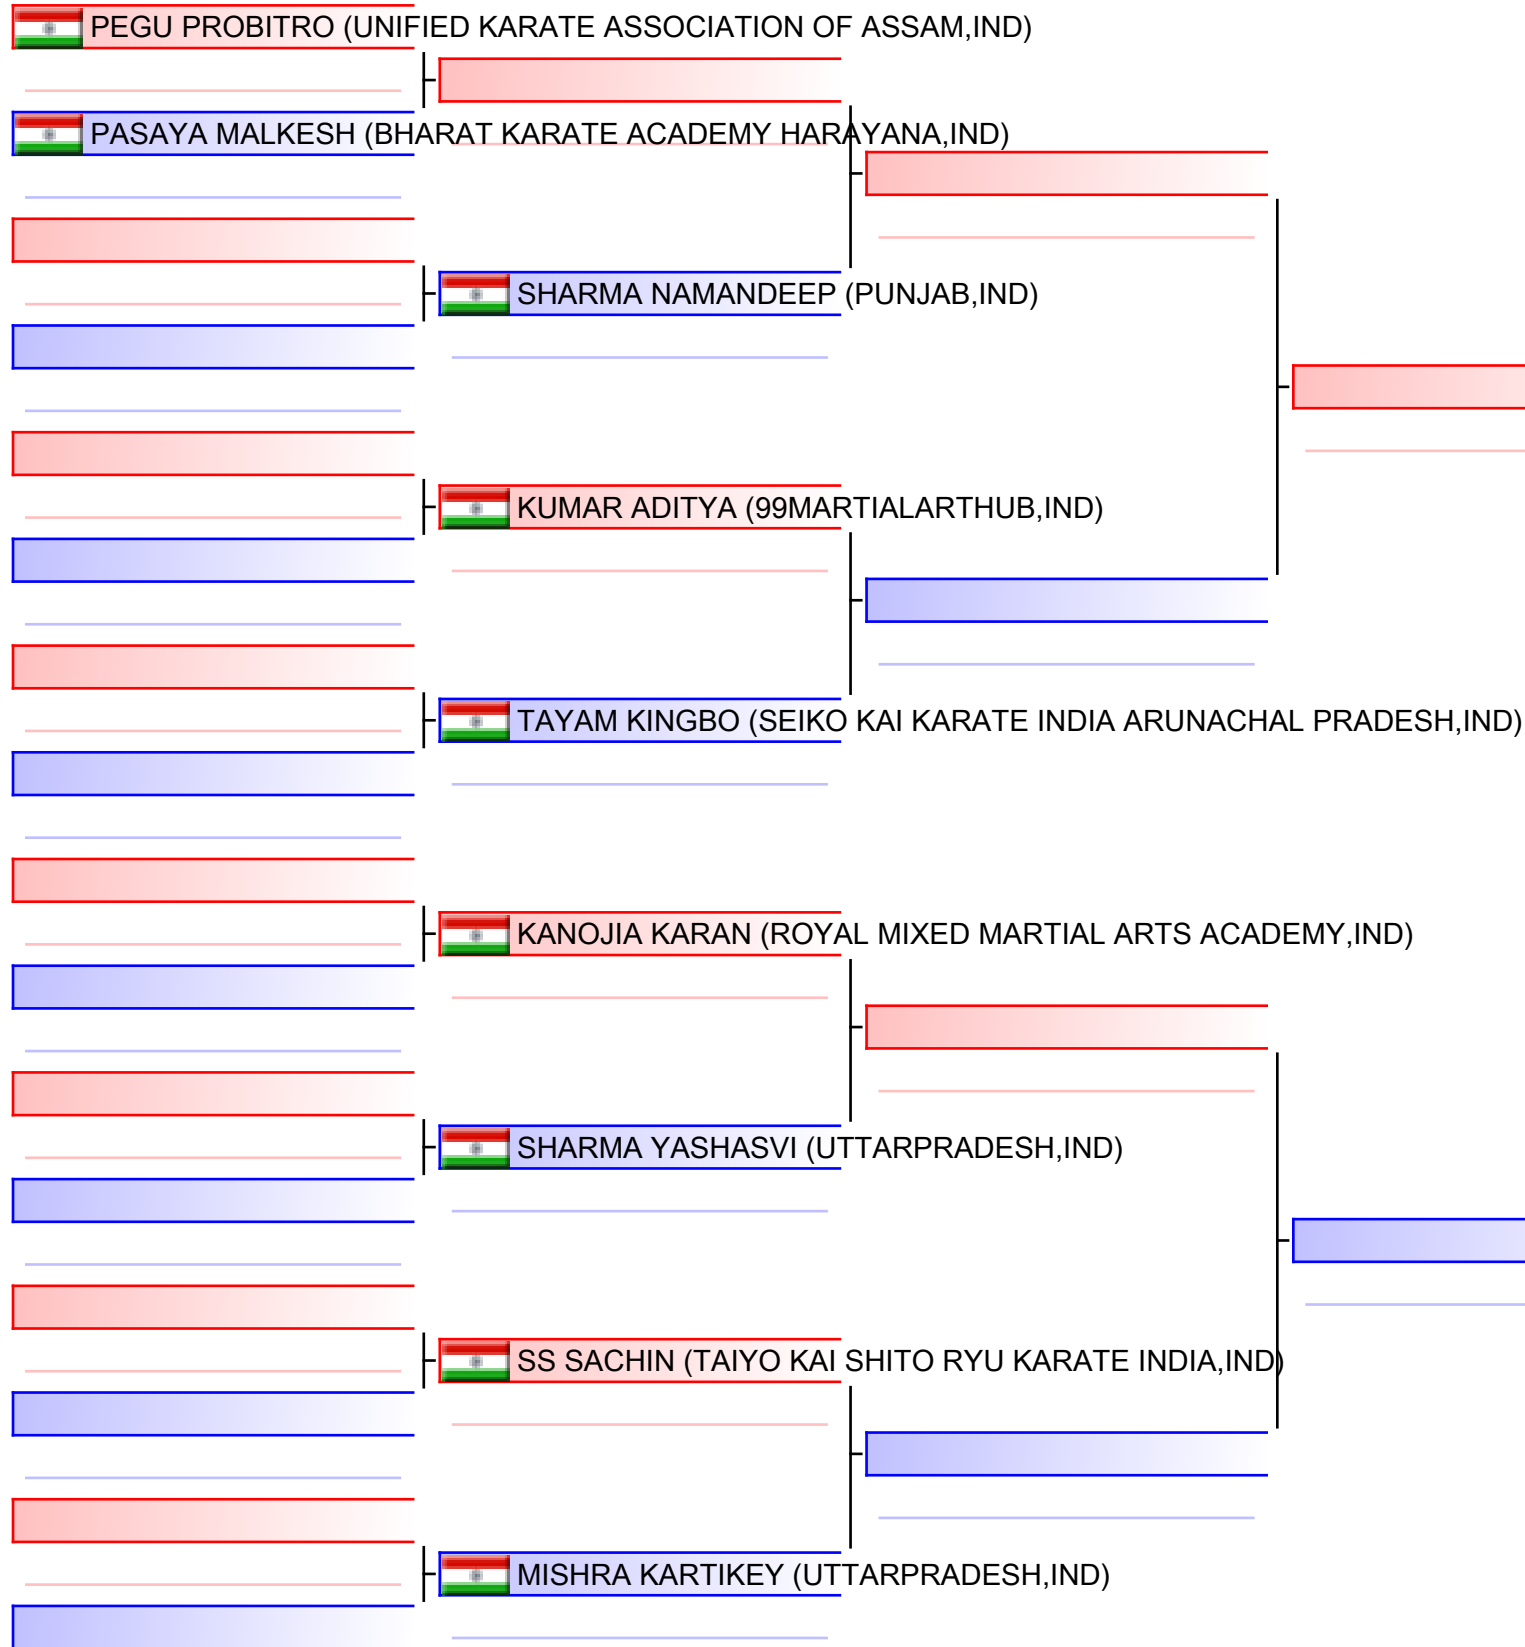 PEGU PROBITRO (UNIFIED KARATE ASSOCIATION OF ASSAM,IND)
PASAYA MALKESH (BHARAT KARATE ACADEMY HARAYANA,IND)
SHARMA NAMANDEEP (PUNJAB,IND)
KUMAR ADITYA (99MARTIALARTHUB,IND)
TAYAM KINGBO (SEIKO KAI KARATE INDIA ARUNACHAL PRADESH,IND)
KANOJIA KARAN (ROYAL MIXED MARTIAL ARTS ACADEMY,IND)
SHARMA YASHASVI (UTTARPRADESH,IND)
SS SACHIN (TAIYO KAI SHITO RYU KARATE INDIA,IND)
MISHRA KARTIKEY (UTTARPRADESH,IND)